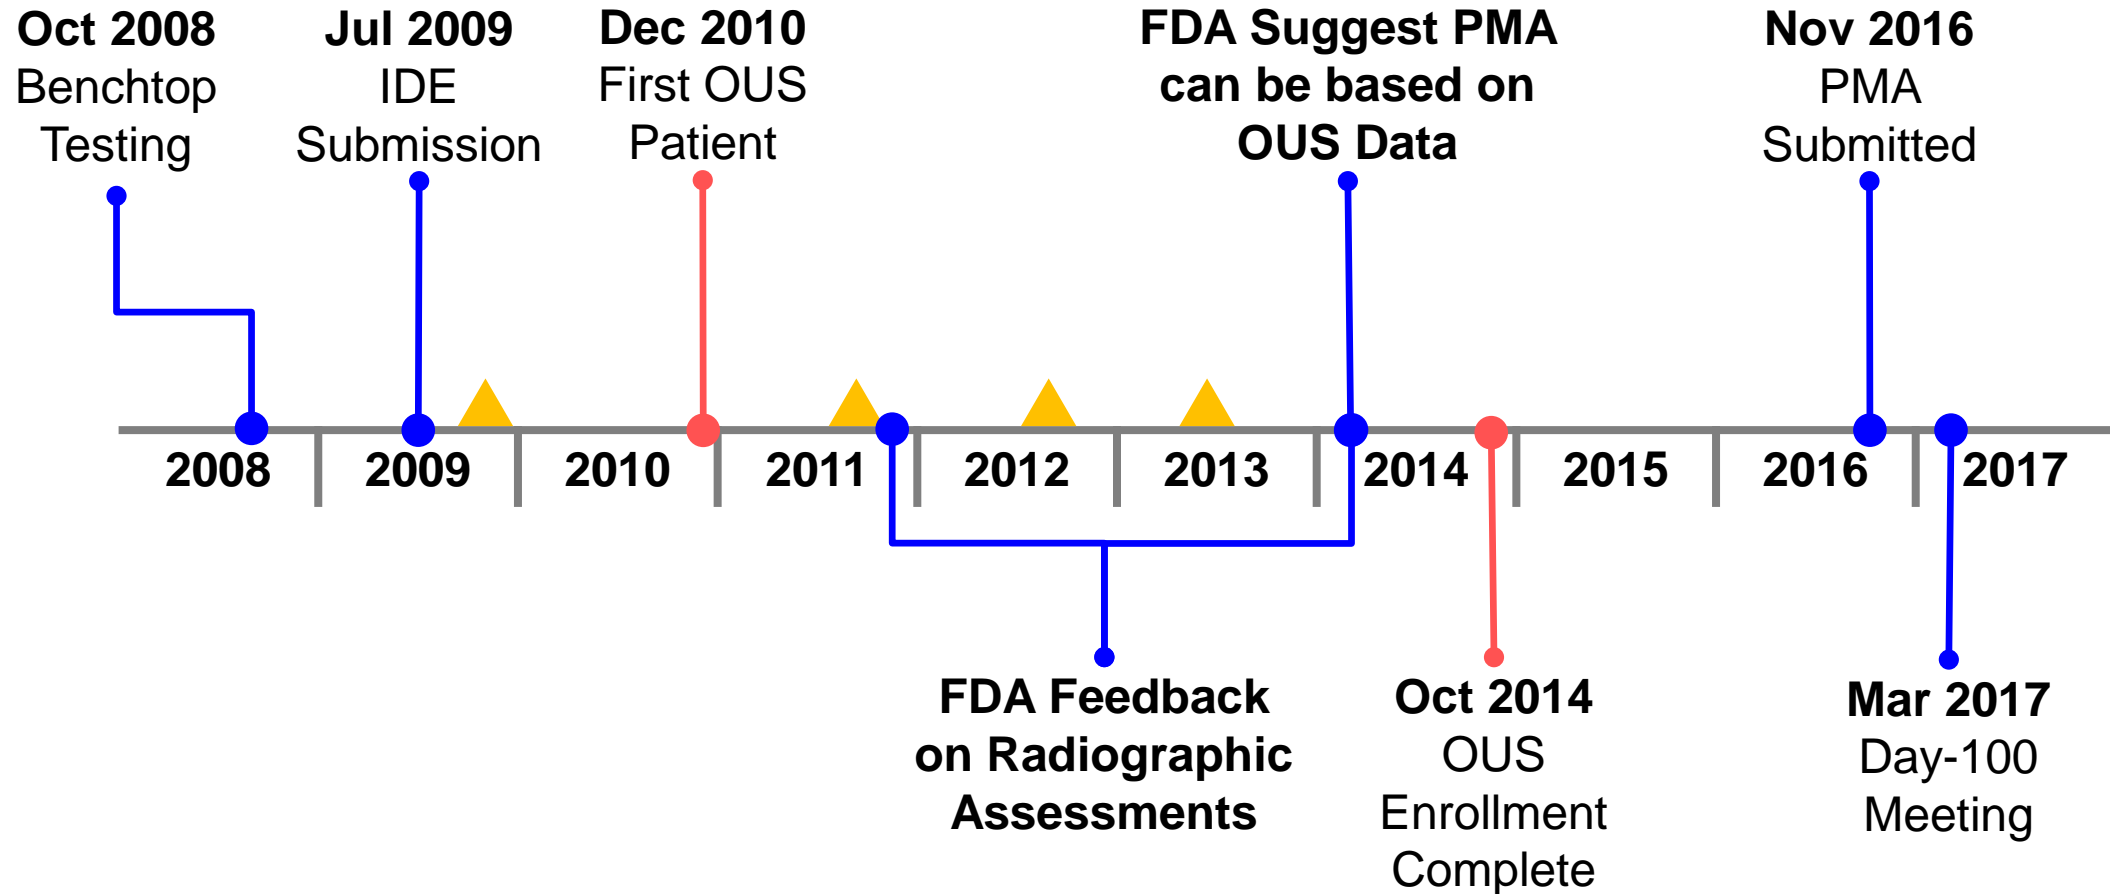 Oct 2008
Benchtop
Testing
Jul 2009
IDE
Submission
Dec 2010
First OUS
Patient
FDA Suggest PMA
can be based on
OUS Data
Nov 2016
PMA
Submitted
2008
2009
2010
2011
2012
2013
2014
2015
2016
2017
FDA Feedback
on Radiographic
Assessments
Oct 2014
OUS
Enrollment
Complete
Mar 2017
Day-100
Meeting